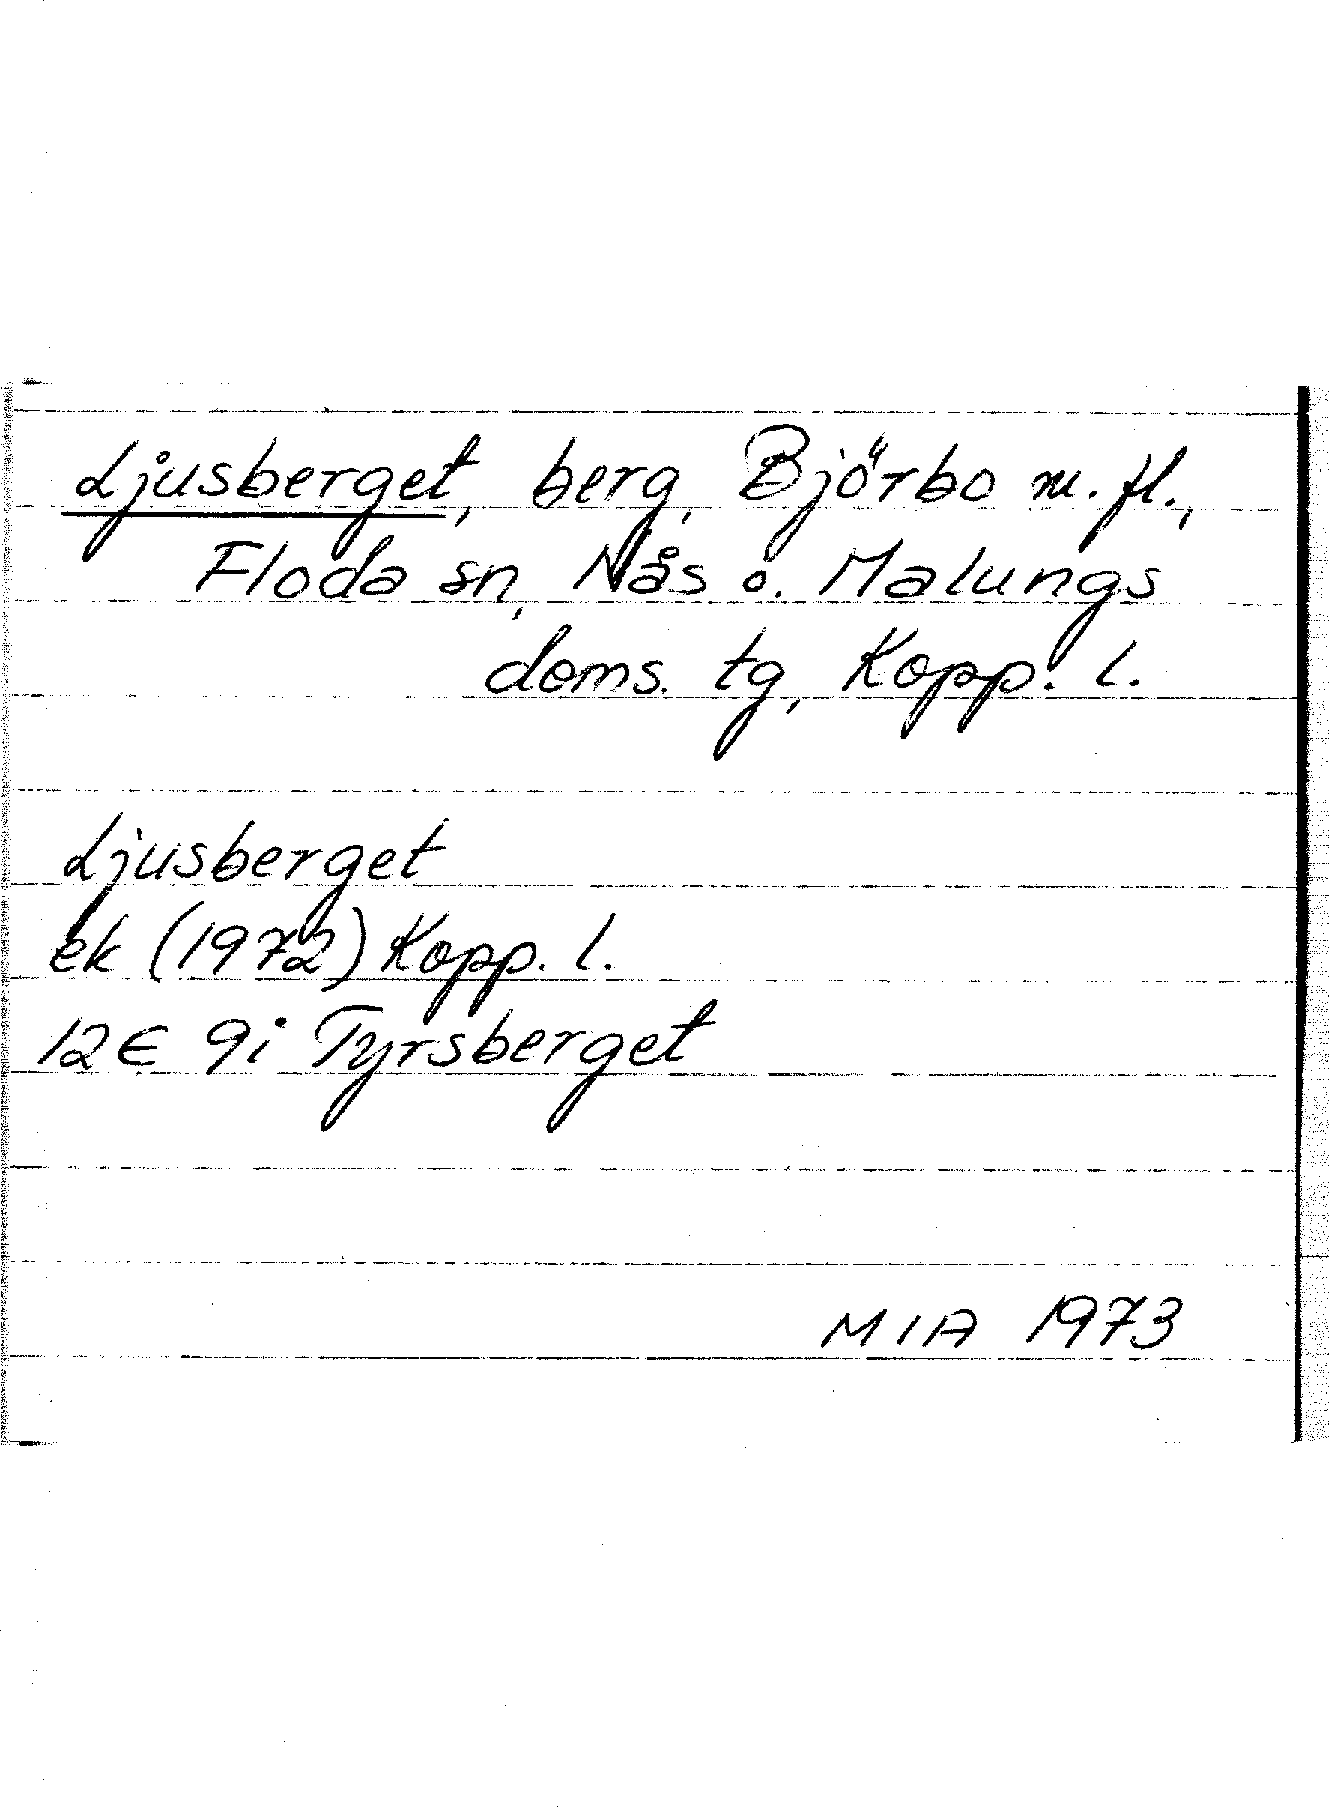 Ljusberget, berg, Björbo m. fl.,
Floda sn, Nås o. Malungs
doms. tg, Kopp. l.
Ljusberget
ek (1972) Kopp. l.
12E 9i Tyrsberget
MIA 1973